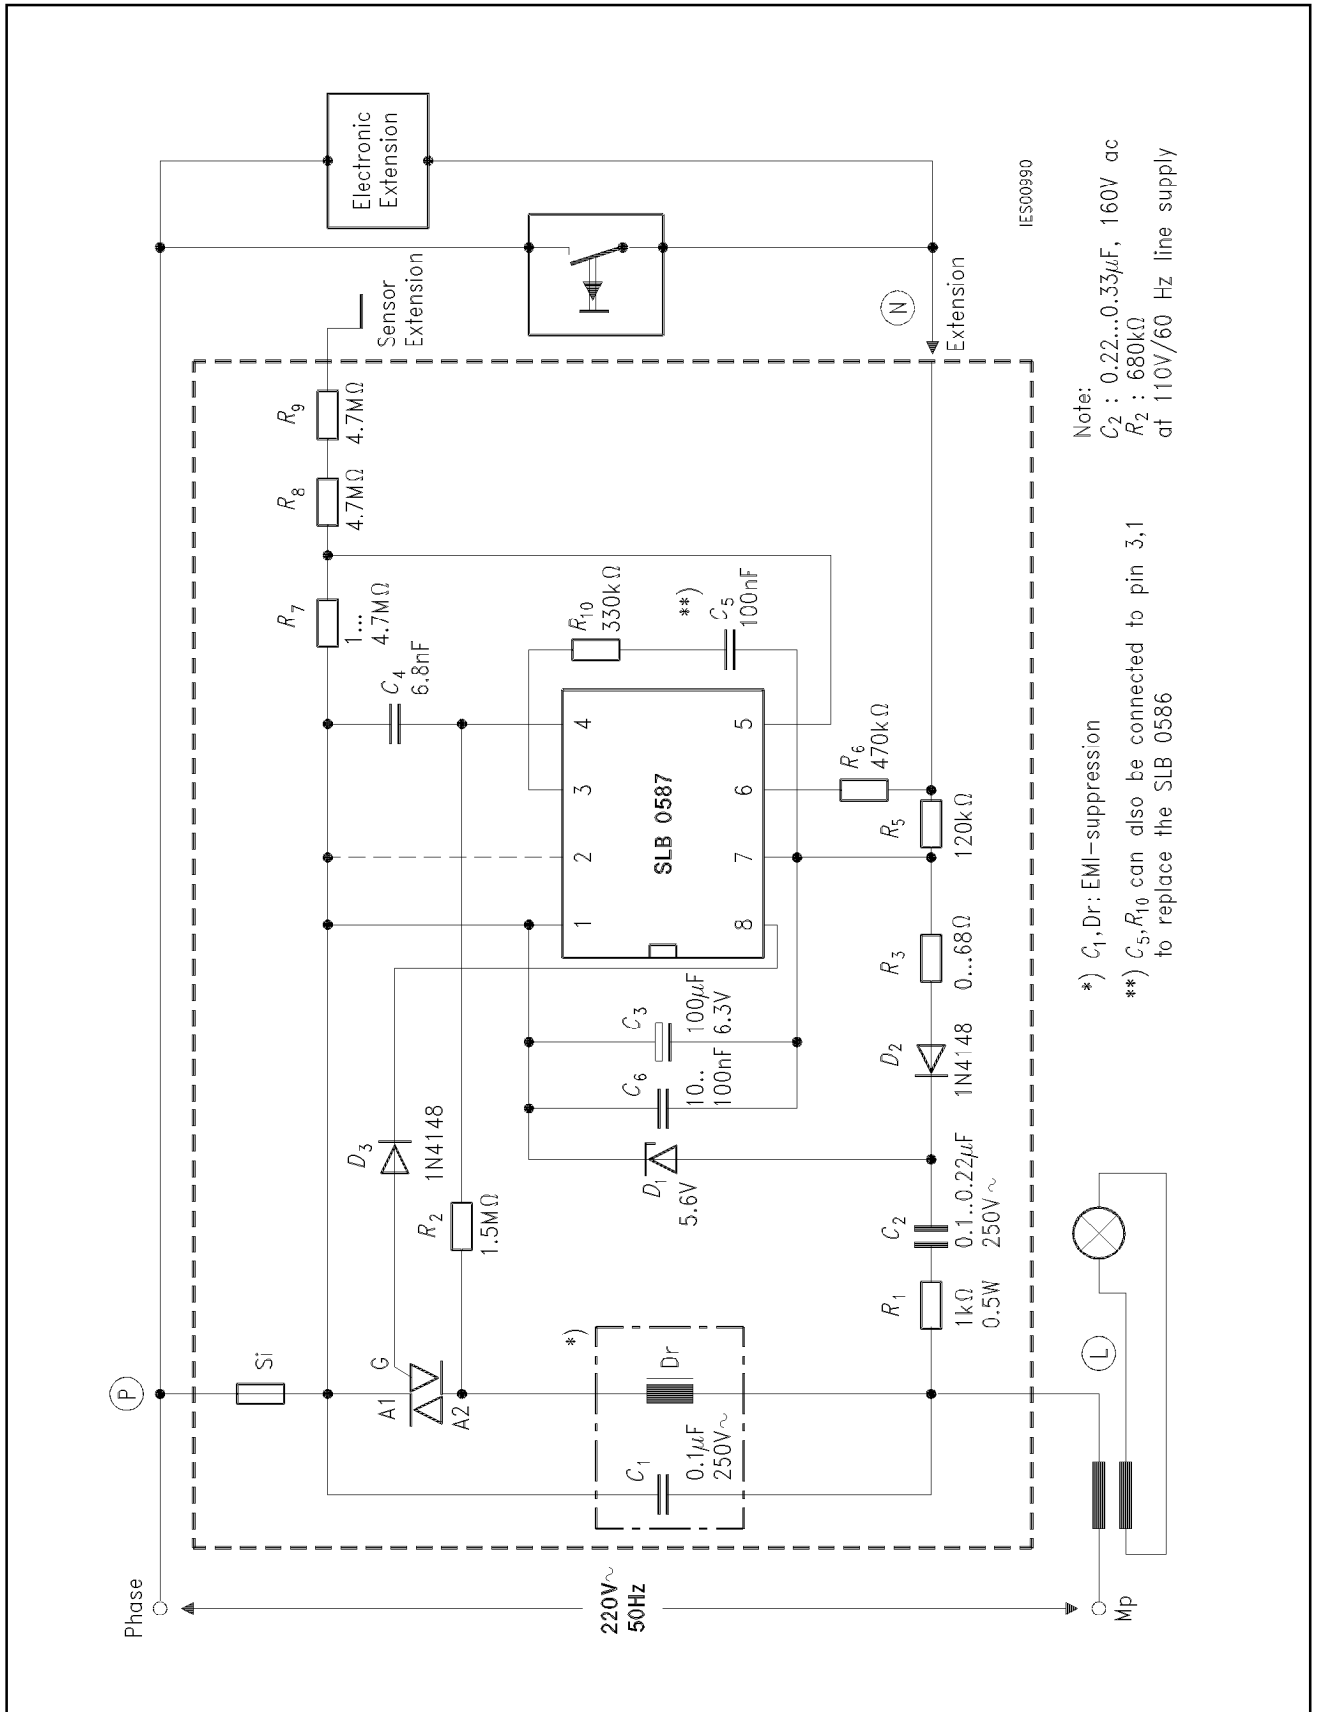 Phase
P
Si
A1
G
A2
D3
1N4148
R2
1.5MΩ
C4
6.8nF
R7
1...
4.7MΩ
R8
4.7MΩ
R9
4.7MΩ
Sensor
Extension
Electronic
Extension
220V~
50Hz
*)
C1
0.1µF
250V~
Dr
D1
5.6V
C6
10..
100nF
C3
100µF
6.3V
1
2
3
4
SLB 0587
8
7
6
5
R10
330kΩ
**)
C5
100nF
R6
470kΩ
R1
1kΩ
0.5W
C2
0.1..0.22µF
250V~
D2
1N4148
R3
0...68Ω
R5
120kΩ
N
Extension
Mp
L
*) C1,Dr: EMI-suppression
**) C5,R10 can also be connected to pin 3,1
to replace the SLB 0586
Note:
C2 : 0.22...0.33µF, 160V ac
R2 : 680kΩ
at 110V/60 Hz line supply
IES00990